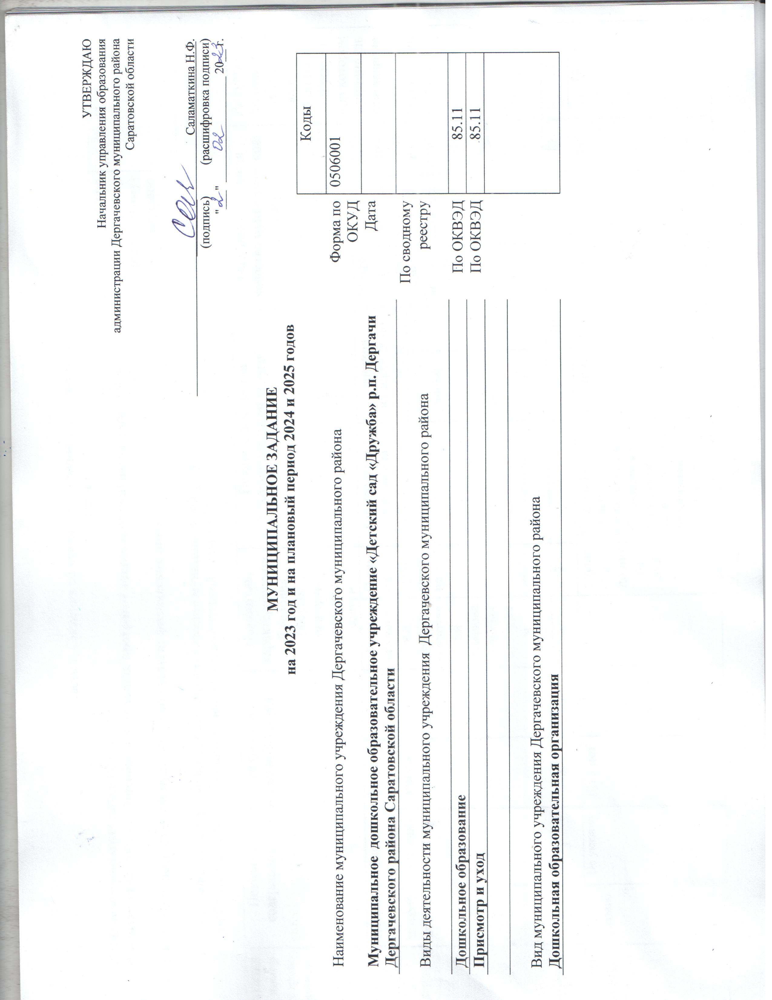 УТВЕРЖДАЮ
Начальник управления образования
администрации Дергачевского муниципального района
Саратовской области
Саламаткина Н.Ф.
(подпись) (расшифровка подписи)
"2" 02 2023г.
МУНИЦИПАЛЬНОЕ ЗАДАНИЕ
на 2023 год и на плановый период 2024 и 2025 годов
Коды
Наименование муниципального учреждения Дергачевского муниципального района
Форма по ОКУД 0506001
Муниципальное дошкольное образовательное учреждение «Детский сад «Дружба» р.п. Дергачи
Дергачевского района Саратовской области
Дата
По сводному
реестру
Виды деятельности муниципального учреждения Дергачевского муниципального района
Дошкольное образование По ОКВЭД 85.11
Присмотр и уход По ОКВЭД 85.11
Вид муниципального учреждения Дергачевского муниципального района
Дошкольная образовательная организация